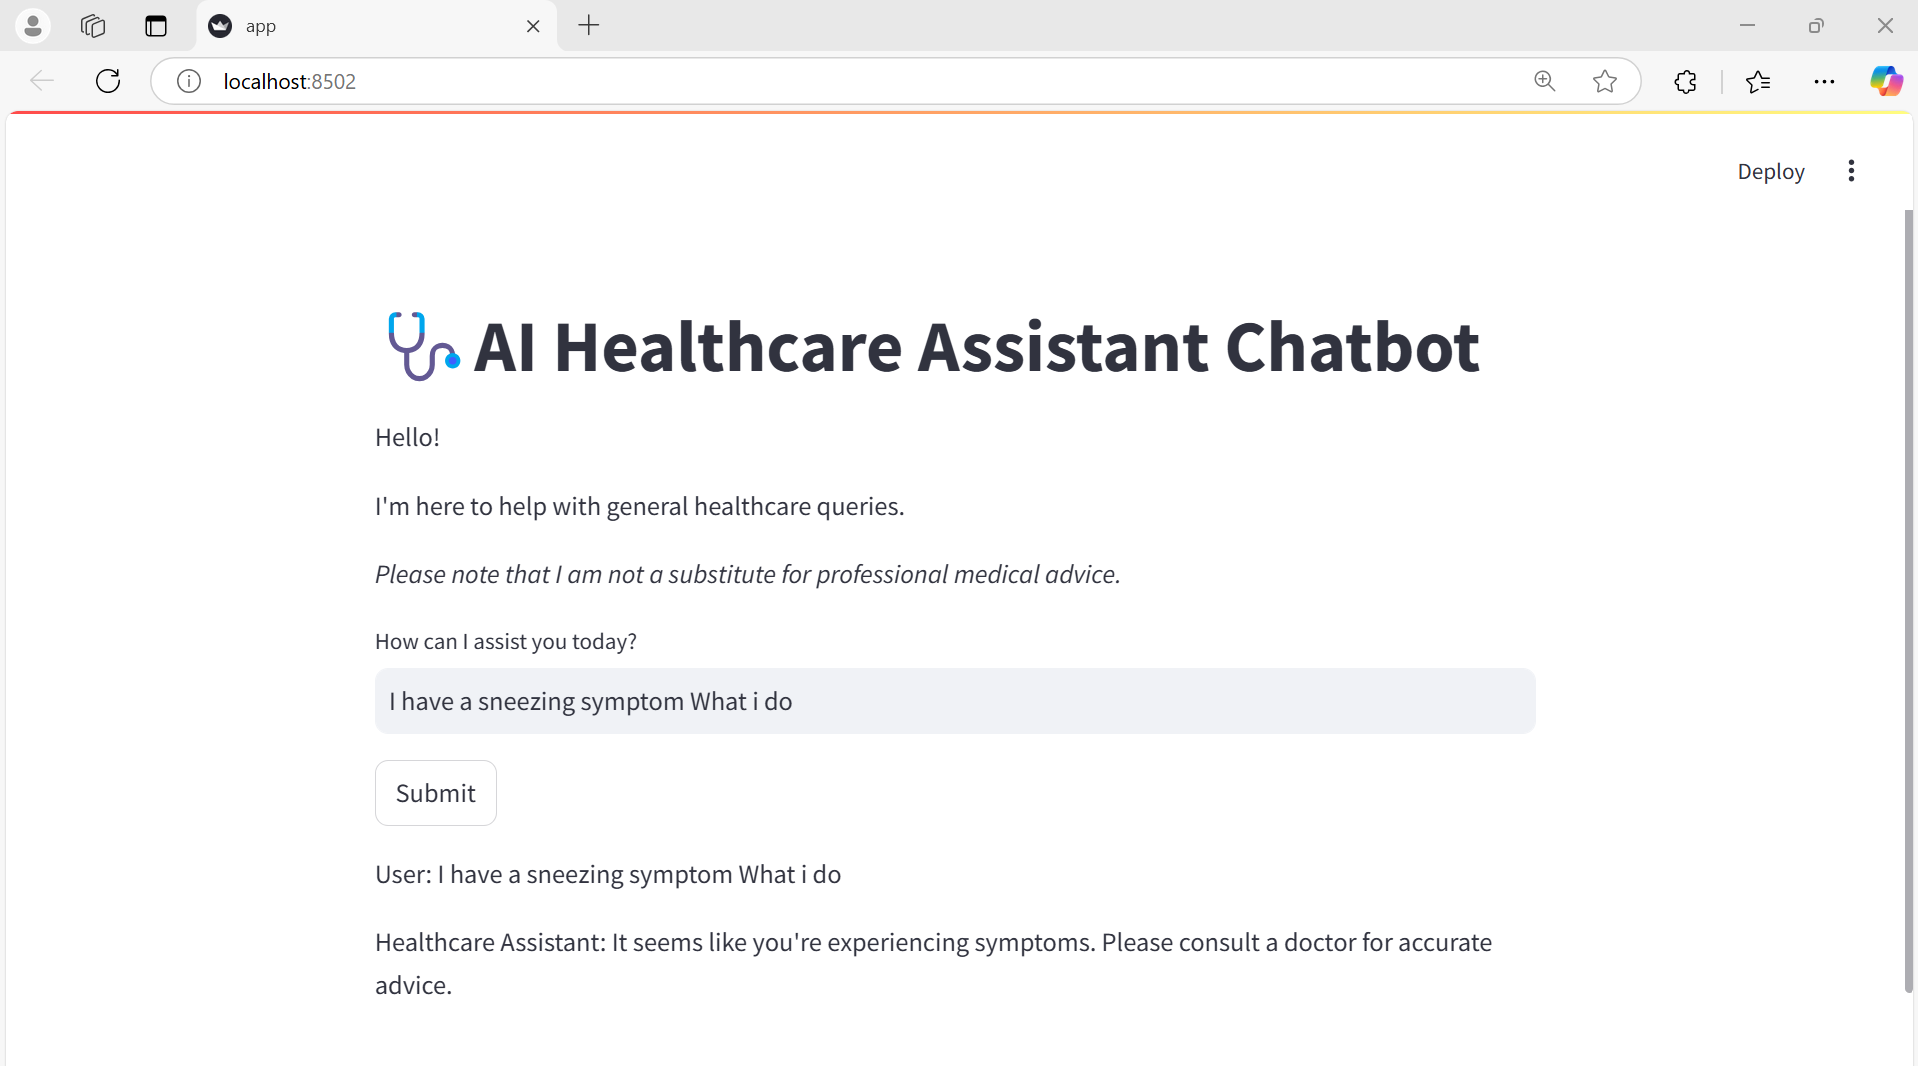 app
localhost:8502
Deploy
AI Healthcare Assistant Chatbot
Hello!
I'm here to help with general healthcare queries.
Please note that I am not a substitute for professional medical advice.
How can I assist you today?
I have a sneezing symptom What i do
Submit
User: I have a sneezing symptom What i do
Healthcare Assistant: It seems like you're experiencing symptoms. Please consult a doctor for accurate
advice.